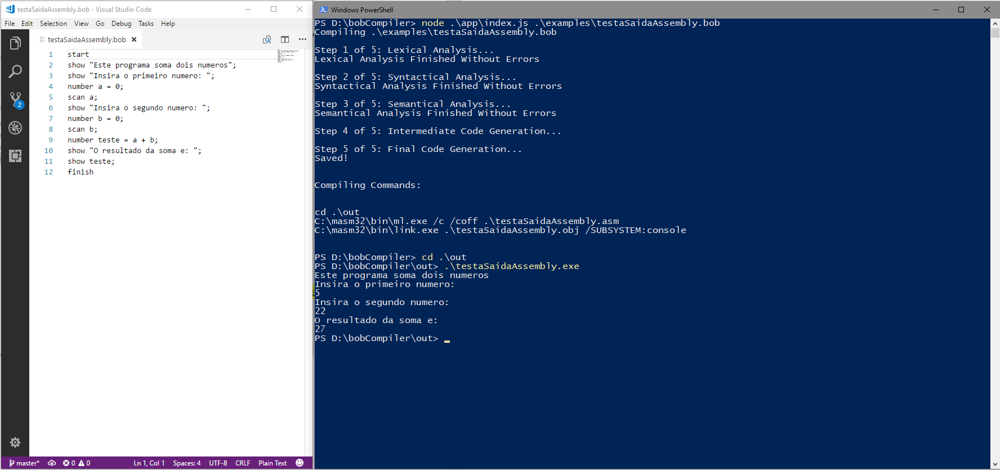 testaSaidaAssembly.bob - Visual Studio Code
File Edit Selection View Go Debug Tasks Help
testaSaidaAssembly.bob
1 start
2 show "Este programa soma dois numeros";
3 show "Insira o primeiro numero: ";
4 number a = 0;
5 scan a;
6 show "Insira o segundo numero: ";
7 number b = 0;
8 scan b;
9 number teste = a + b;
10 show "O resultado da soma e: ";
11 show teste;
12 finish
2
master* 0 0 Ln 1, Col 1 Spaces: 4 UTF-8 CRLF Plain Text
Windows PowerShell
PS D:\bobCompiler> node .\app\index.js .\examples\testaSaidaAssembly.bob
Compiling .\examples\testaSaidaAssembly.bob
Step 1 of 5: Lexical Analysis...
Lexical Analysis Finished Without Errors
Step 2 of 5: Syntactical Analysis...
Syntactical Analysis Finished Without Errors
Step 3 of 5: Semantical Analysis...
Semantical Analysis Finished Without Errors
Step 4 of 5: Intermediate Code Generation...
Step 5 of 5: Final Code Generation...
Saved!
Compiling Commands:
cd .\out
C:\masm32\bin\ml.exe /c /coff .\testaSaidaAssembly.asm
C:\masm32\bin\link.exe .\testaSaidaAssembly.obj /SUBSYSTEM:console
PS D:\bobCompiler> cd .\out
PS D:\bobCompiler\out> .\testaSaidaAssembly.exe
Este programa soma dois numeros
Insira o primeiro numero:
5
Insira o segundo numero:
22
O resultado da soma e:
27
PS D:\bobCompiler\out>